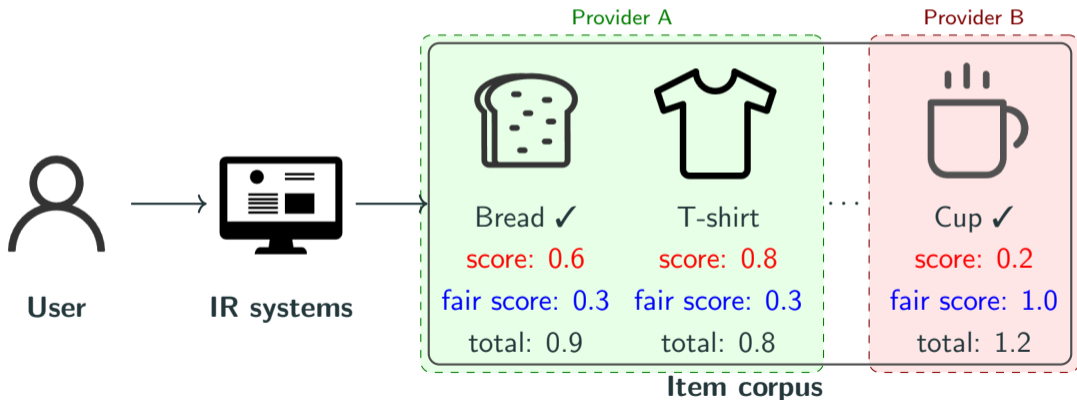 Provider A
Provider B
Bread ✓
T-shirt
...
Cup ✓
score: 0.6
score: 0.8
score: 0.2
fair score: 0.3
fair score: 0.3
fair score: 1.0
total: 0.9
total: 0.8
total: 1.2
User
IR systems
Item corpus